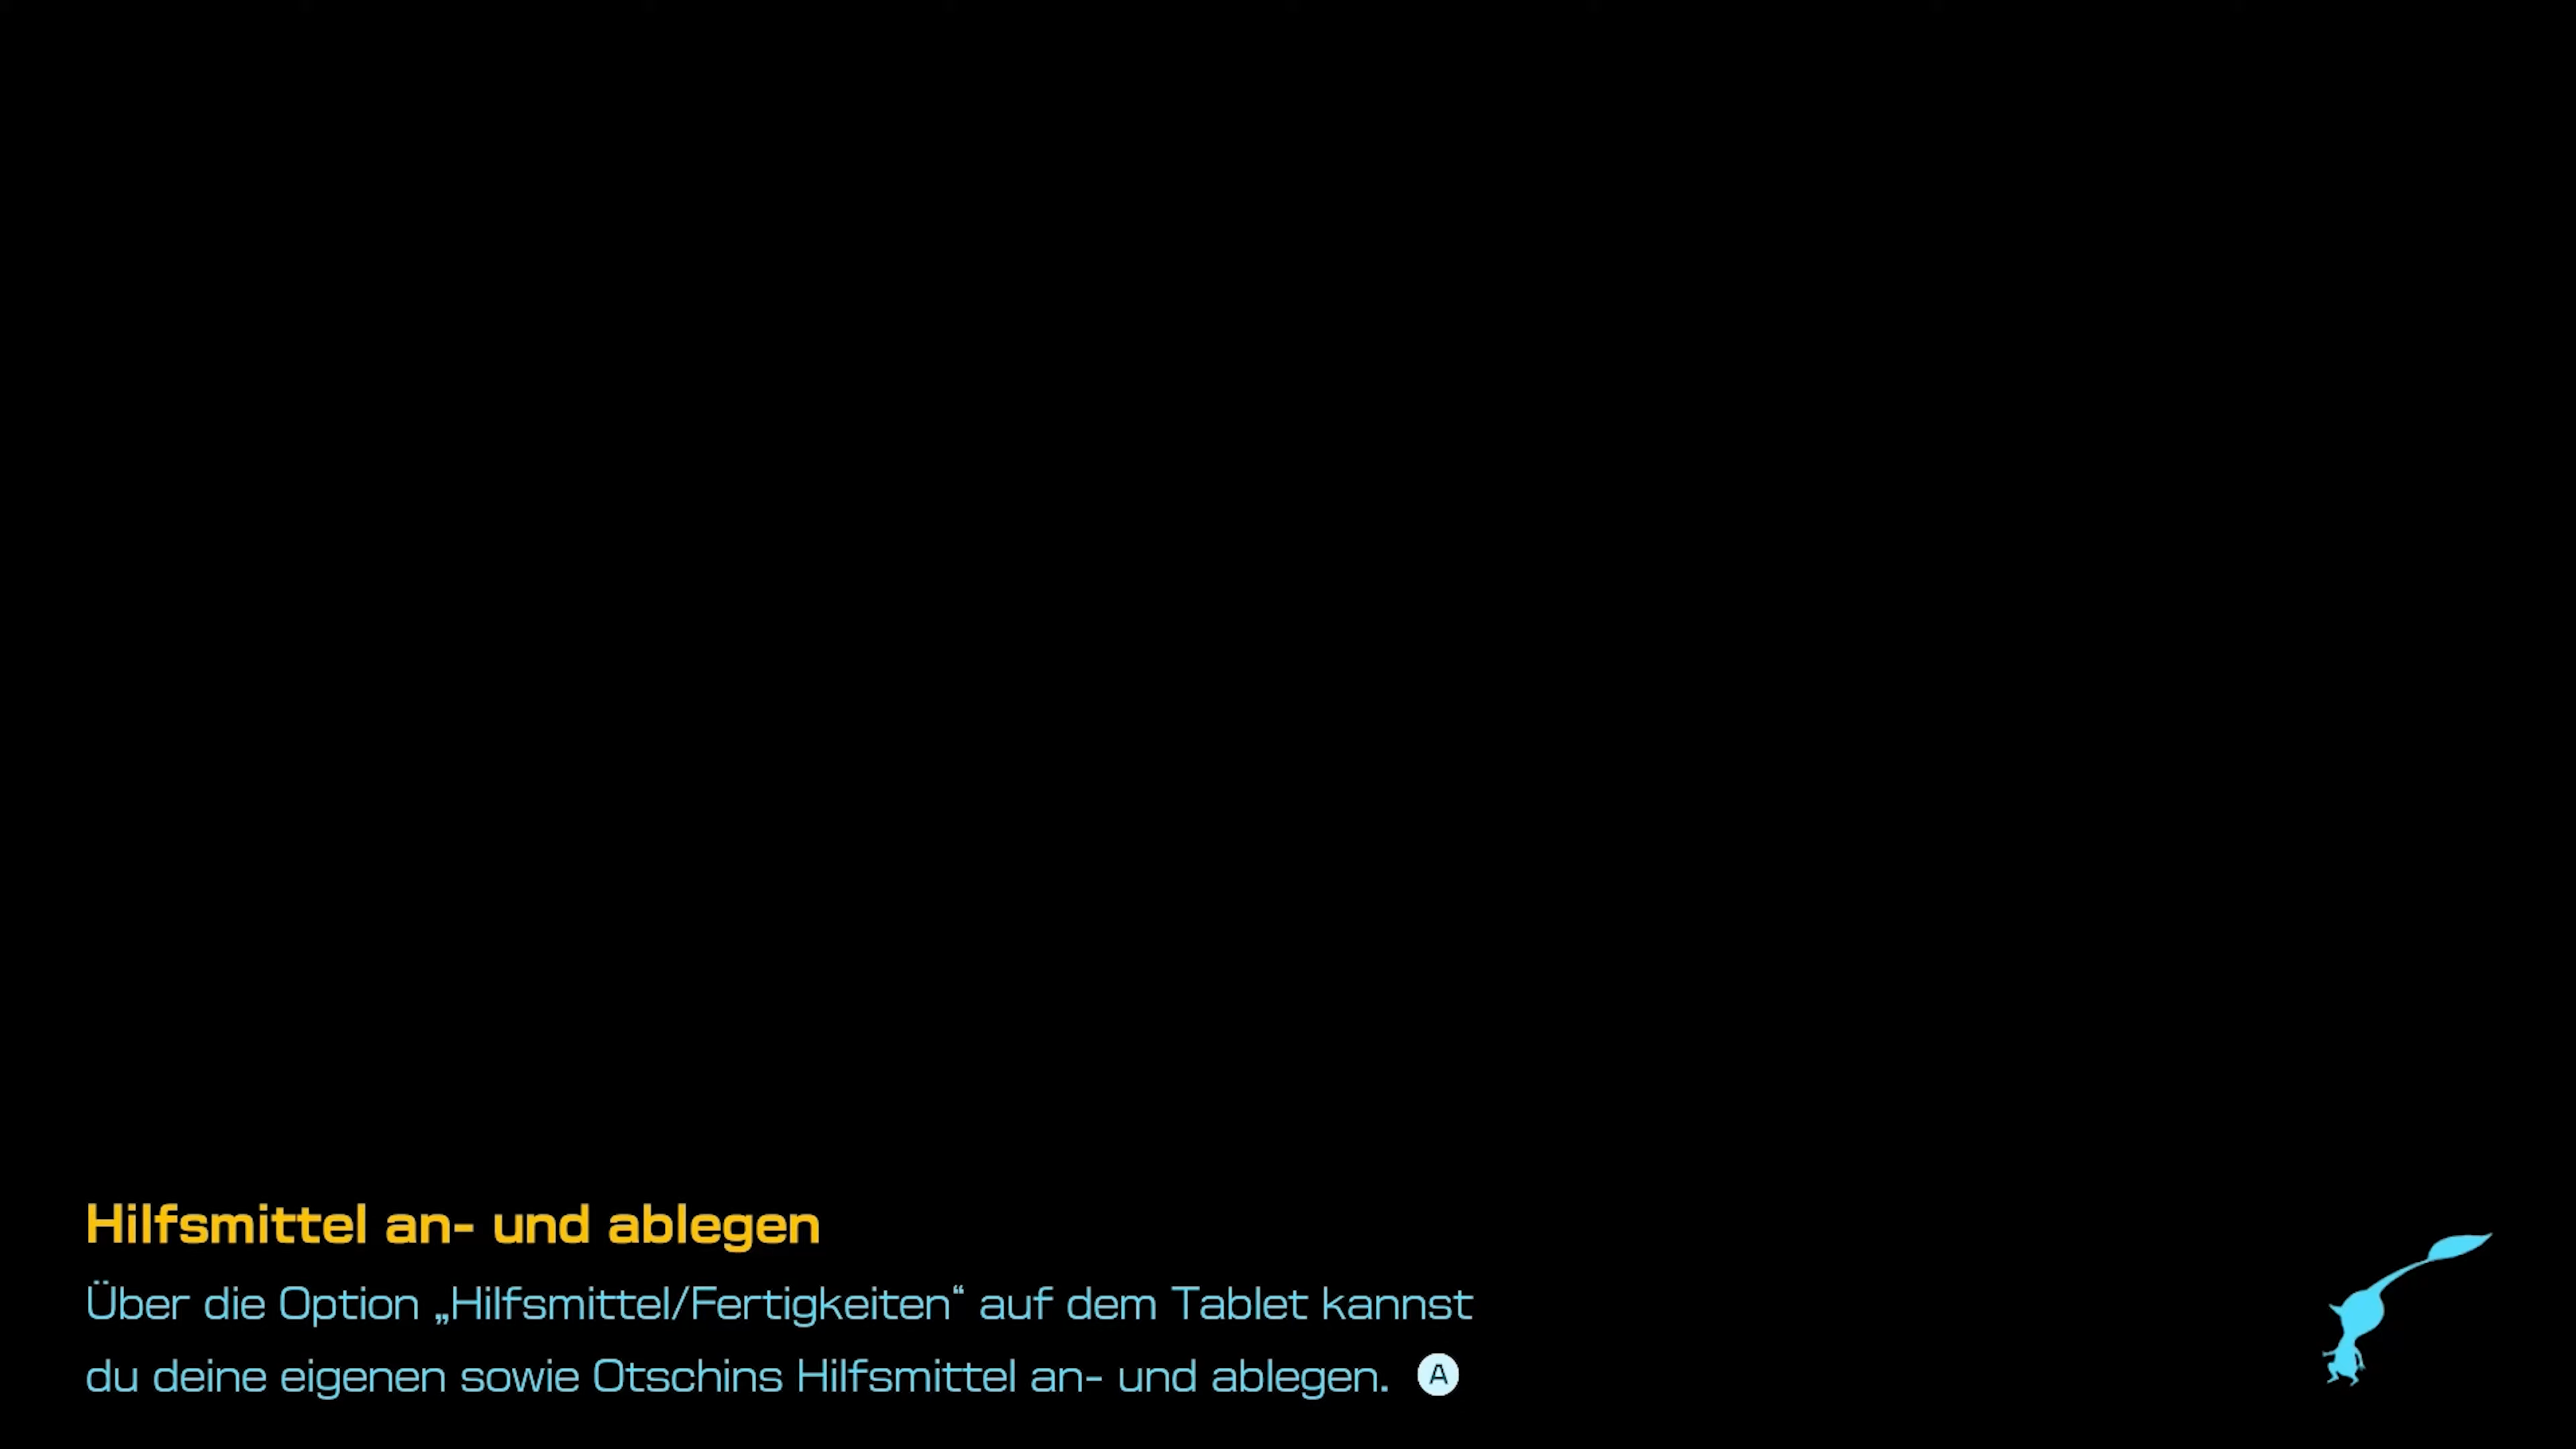 Hilfsmittel an- und ablegen
Über die Option „Hilfsmittel/Fertigkeiten“ auf dem Tablet kannst
du deine eigenen sowie Otschins Hilfsmittel an- und ablegen. A